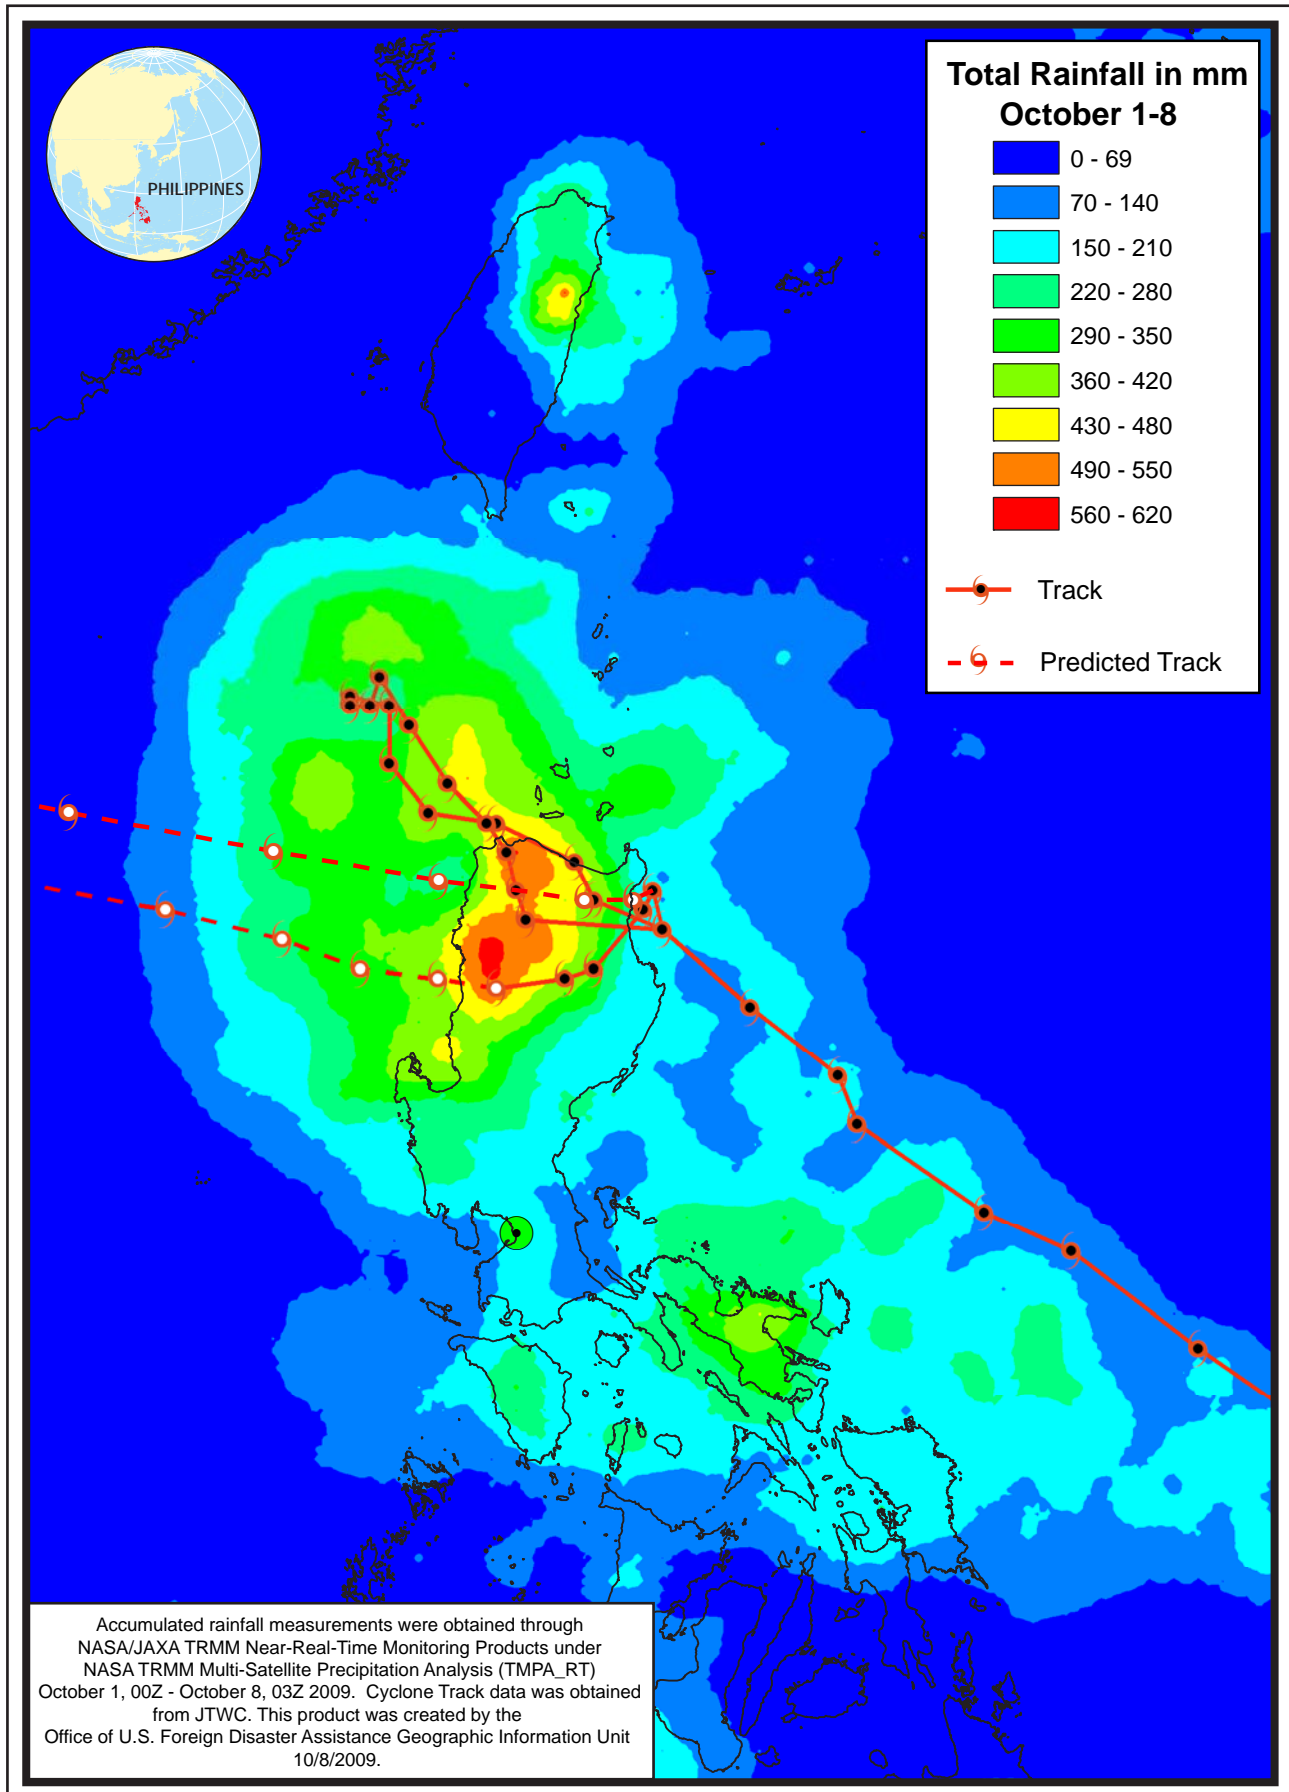 PHILIPPINES
Total Rainfall in mm
October 1-8
0 - 69
70 - 140
150 - 210
220 - 280
290 - 350
360 - 420
430 - 480
490 - 550
560 - 620
Track
Predicted Track
Accumulated rainfall measurements were obtained through
NASA/JAXA TRMM Near-Real-Time Monitoring Products under
NASA TRMM Multi-Satellite Precipitation Analysis (TMPA_RT)
October 1, 00Z - October 8, 03Z 2009. Cyclone Track data was obtained
from JTWC. This product was created by the
Office of U.S. Foreign Disaster Assistance Geographic Information Unit
10/8/2009.